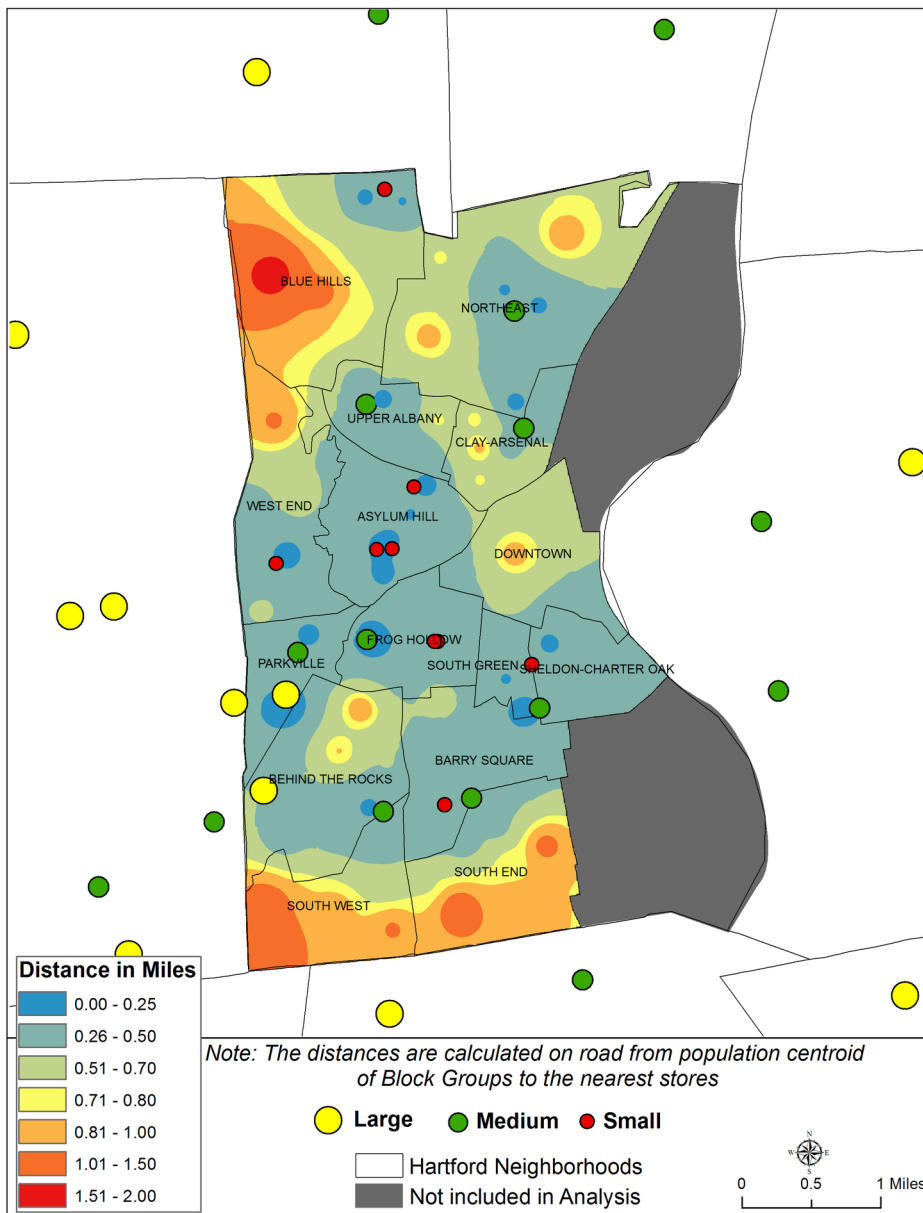 BLUE HILLS
NORTHEAST
UPPER ALBANY
CLAY-ARSENAL
WEST END
ASYLUM HILL
DOWNTOWN
FROG HOLLOW
PARKVILLE
SOUTH GREEN
SHELDON-CHARTER OAK
BARRY SQUARE
BEHIND THE ROCKS
SOUTH END
SOUTH WEST
Distance in Miles
0.00 - 0.25
0.26 - 0.50
0.51 - 0.70
0.71 - 0.80
0.81 - 1.00
1.01 - 1.50
1.51 - 2.00
Note: The distances are calculated on road from population centroid
of Block Groups to the nearest stores
Large Medium Small
Hartford Neighborhoods
Not included in Analysis
N
W E
S
0 0.5 1 Miles